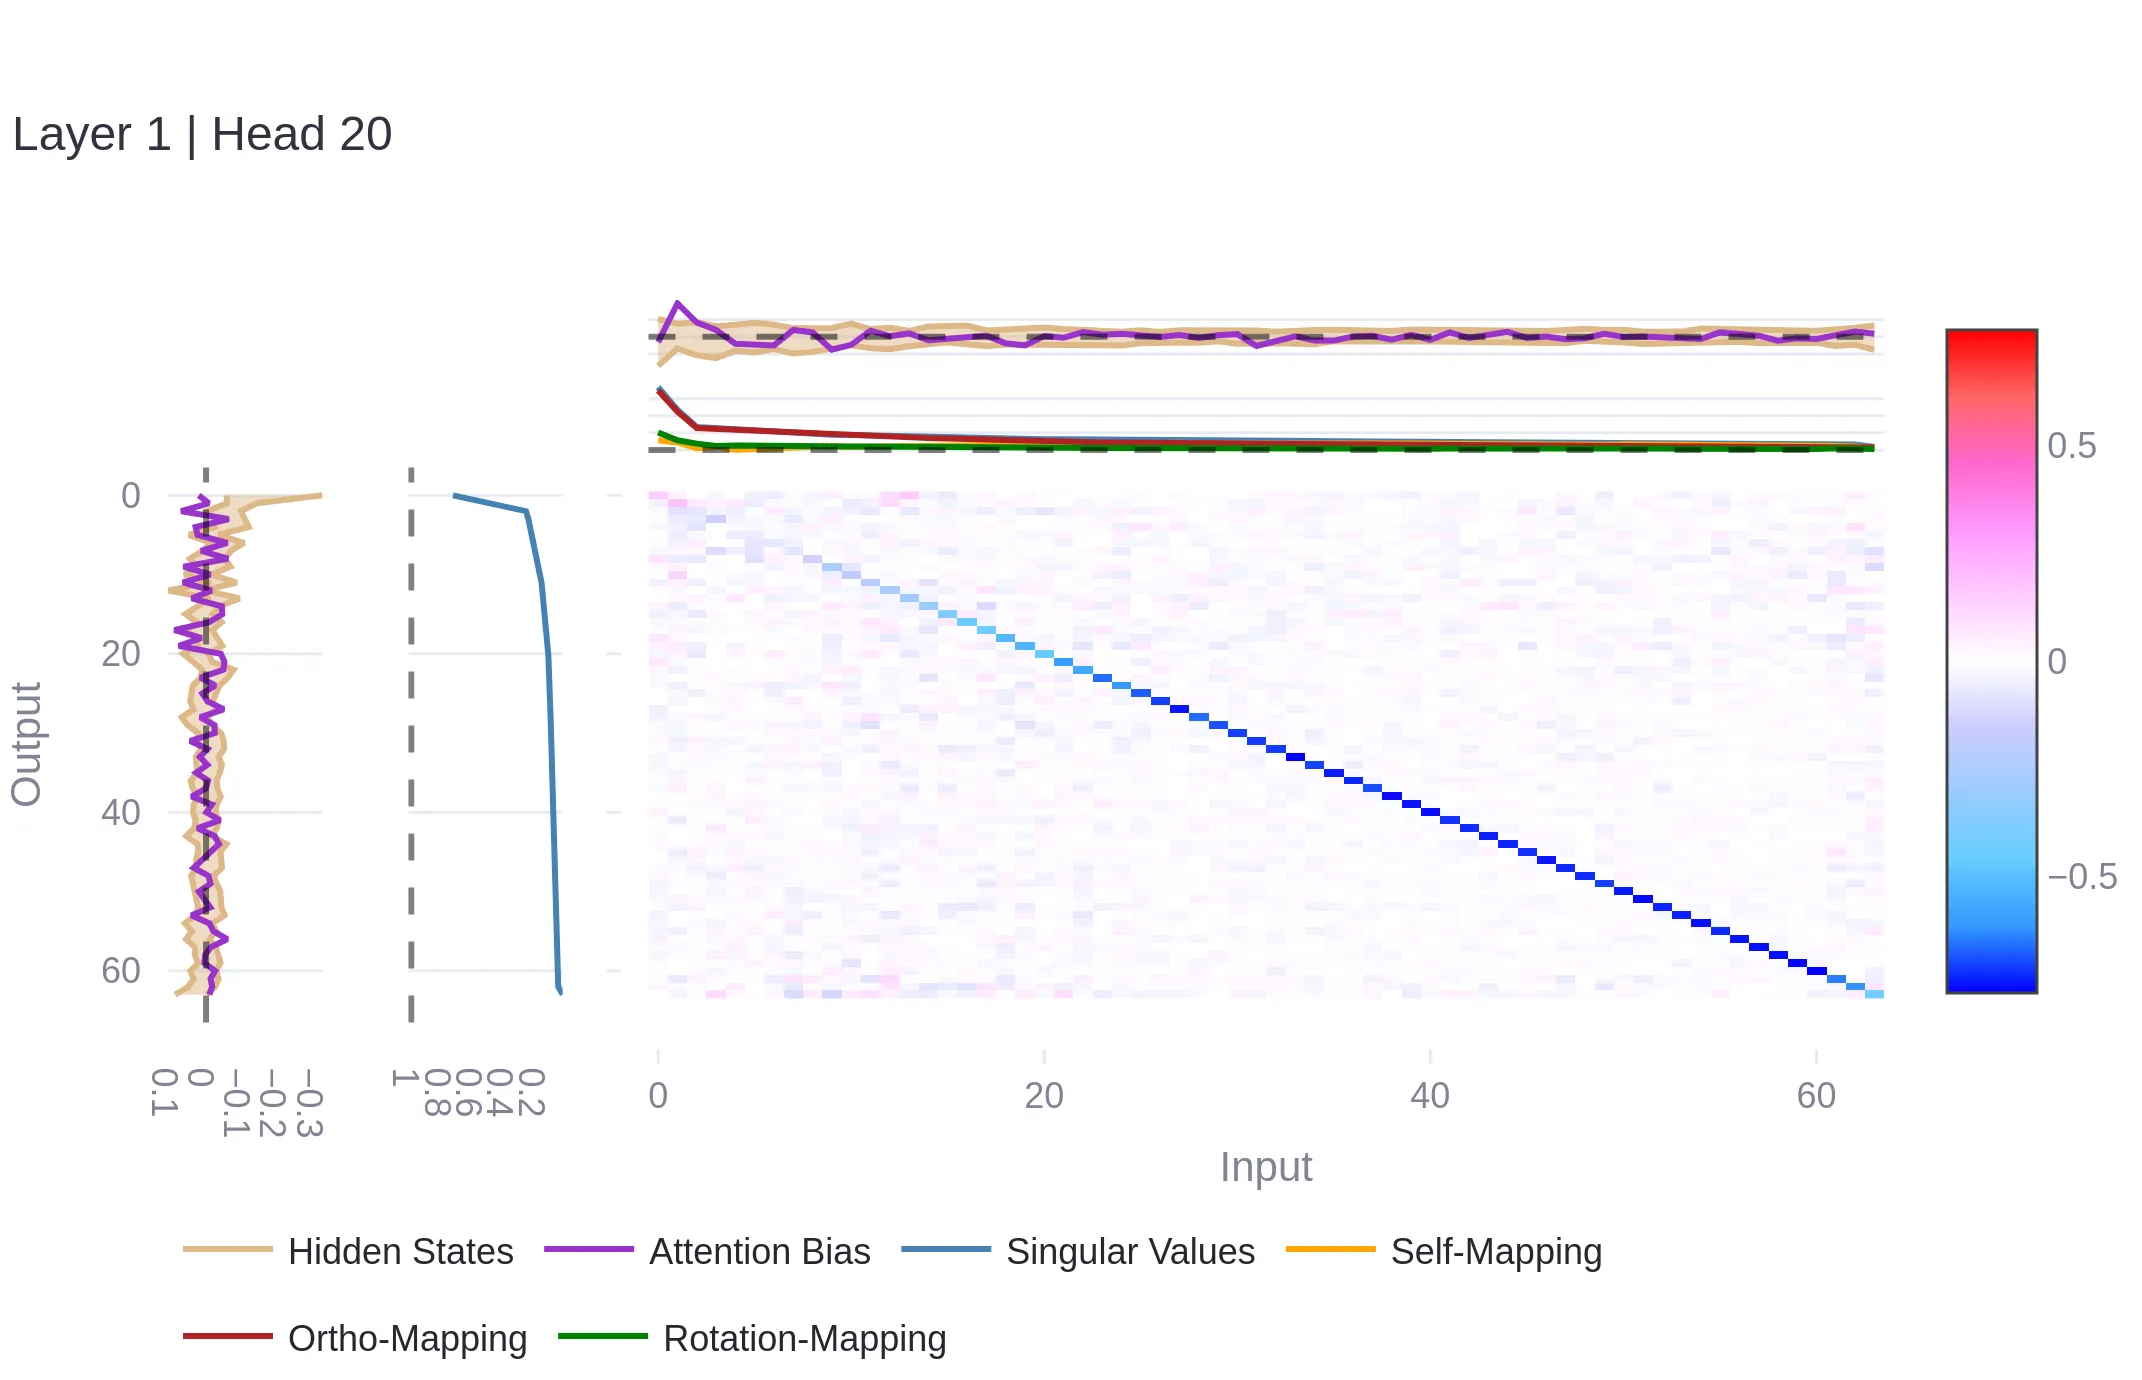 Layer 1 | Head 20
0
20
40
60
Output
0.1
0
−0.1
−0.2
−0.3
1
0.8
0.6
0.4
0.2
0
20
40
60
Input
0.5
0
−0.5
Hidden States
Attention Bias
Singular Values
Self-Mapping
Ortho-Mapping
Rotation-Mapping